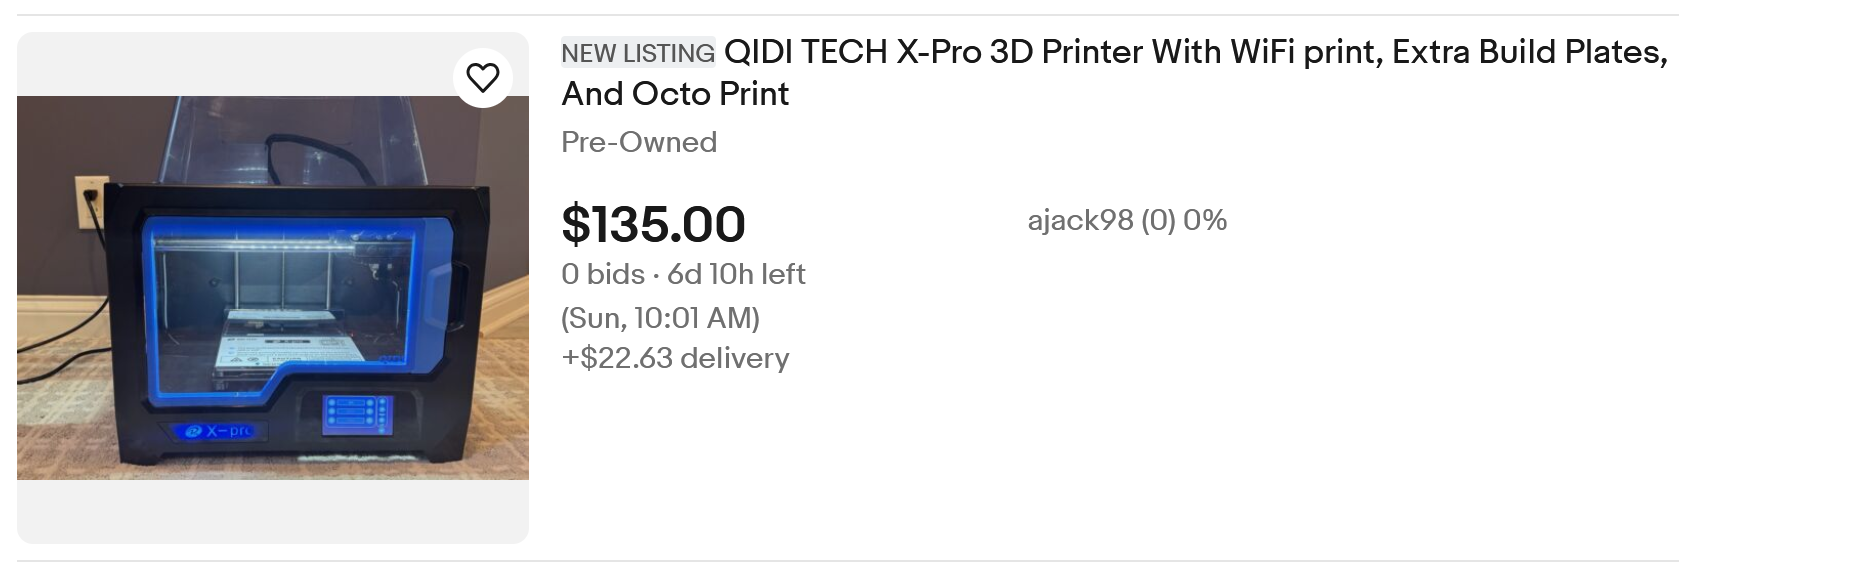 NEW LISTING QIDI TECH X-Pro 3D Printer With WiFi print, Extra Build Plates,
And Octo Print
Pre-Owned
$135.00
ajack98 (0) 0%
0 bids · 6d 10h left
(Sun, 10:01 AM)
+$22.63 delivery
X-pro